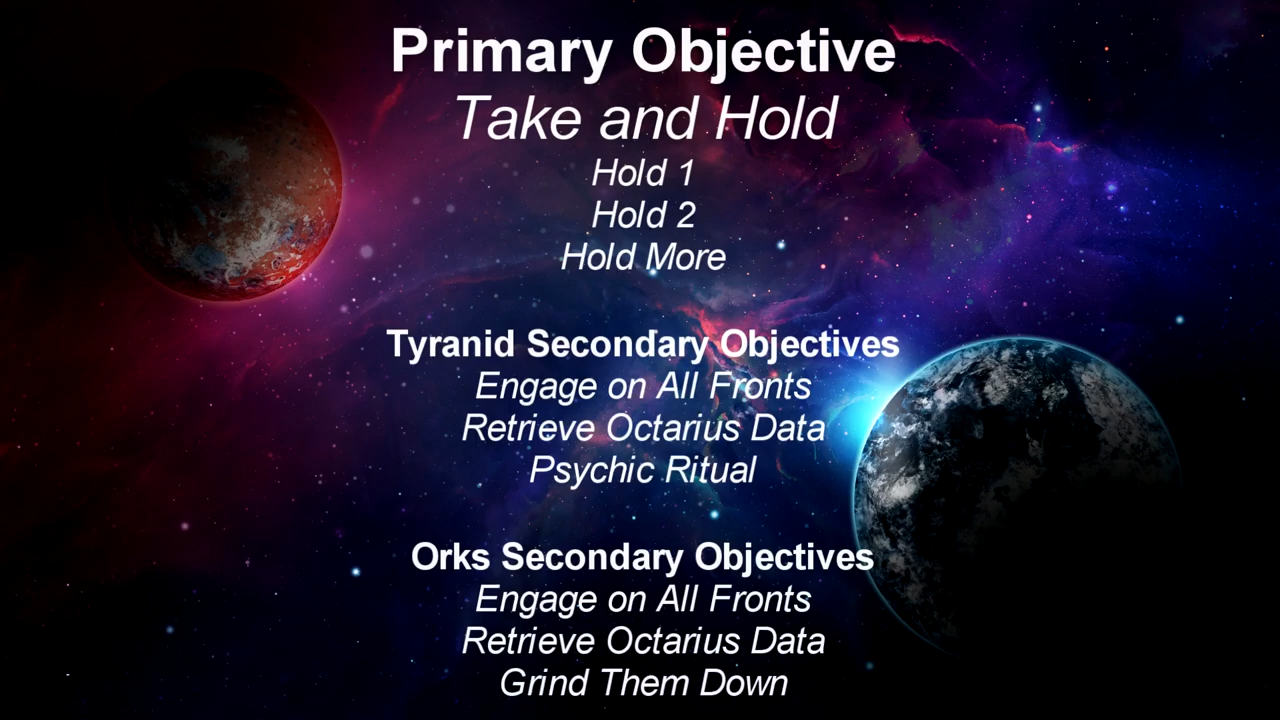 Primary Objective
Take and Hold
Hold 1
Hold 2
Hold More
Tyranid Secondary Objectives
Engage on All Fronts
Retrieve Octarius Data
Psychic Ritual
Orks Secondary Objectives
Engage on All Fronts
Retrieve Octarius Data
Grind Them Down